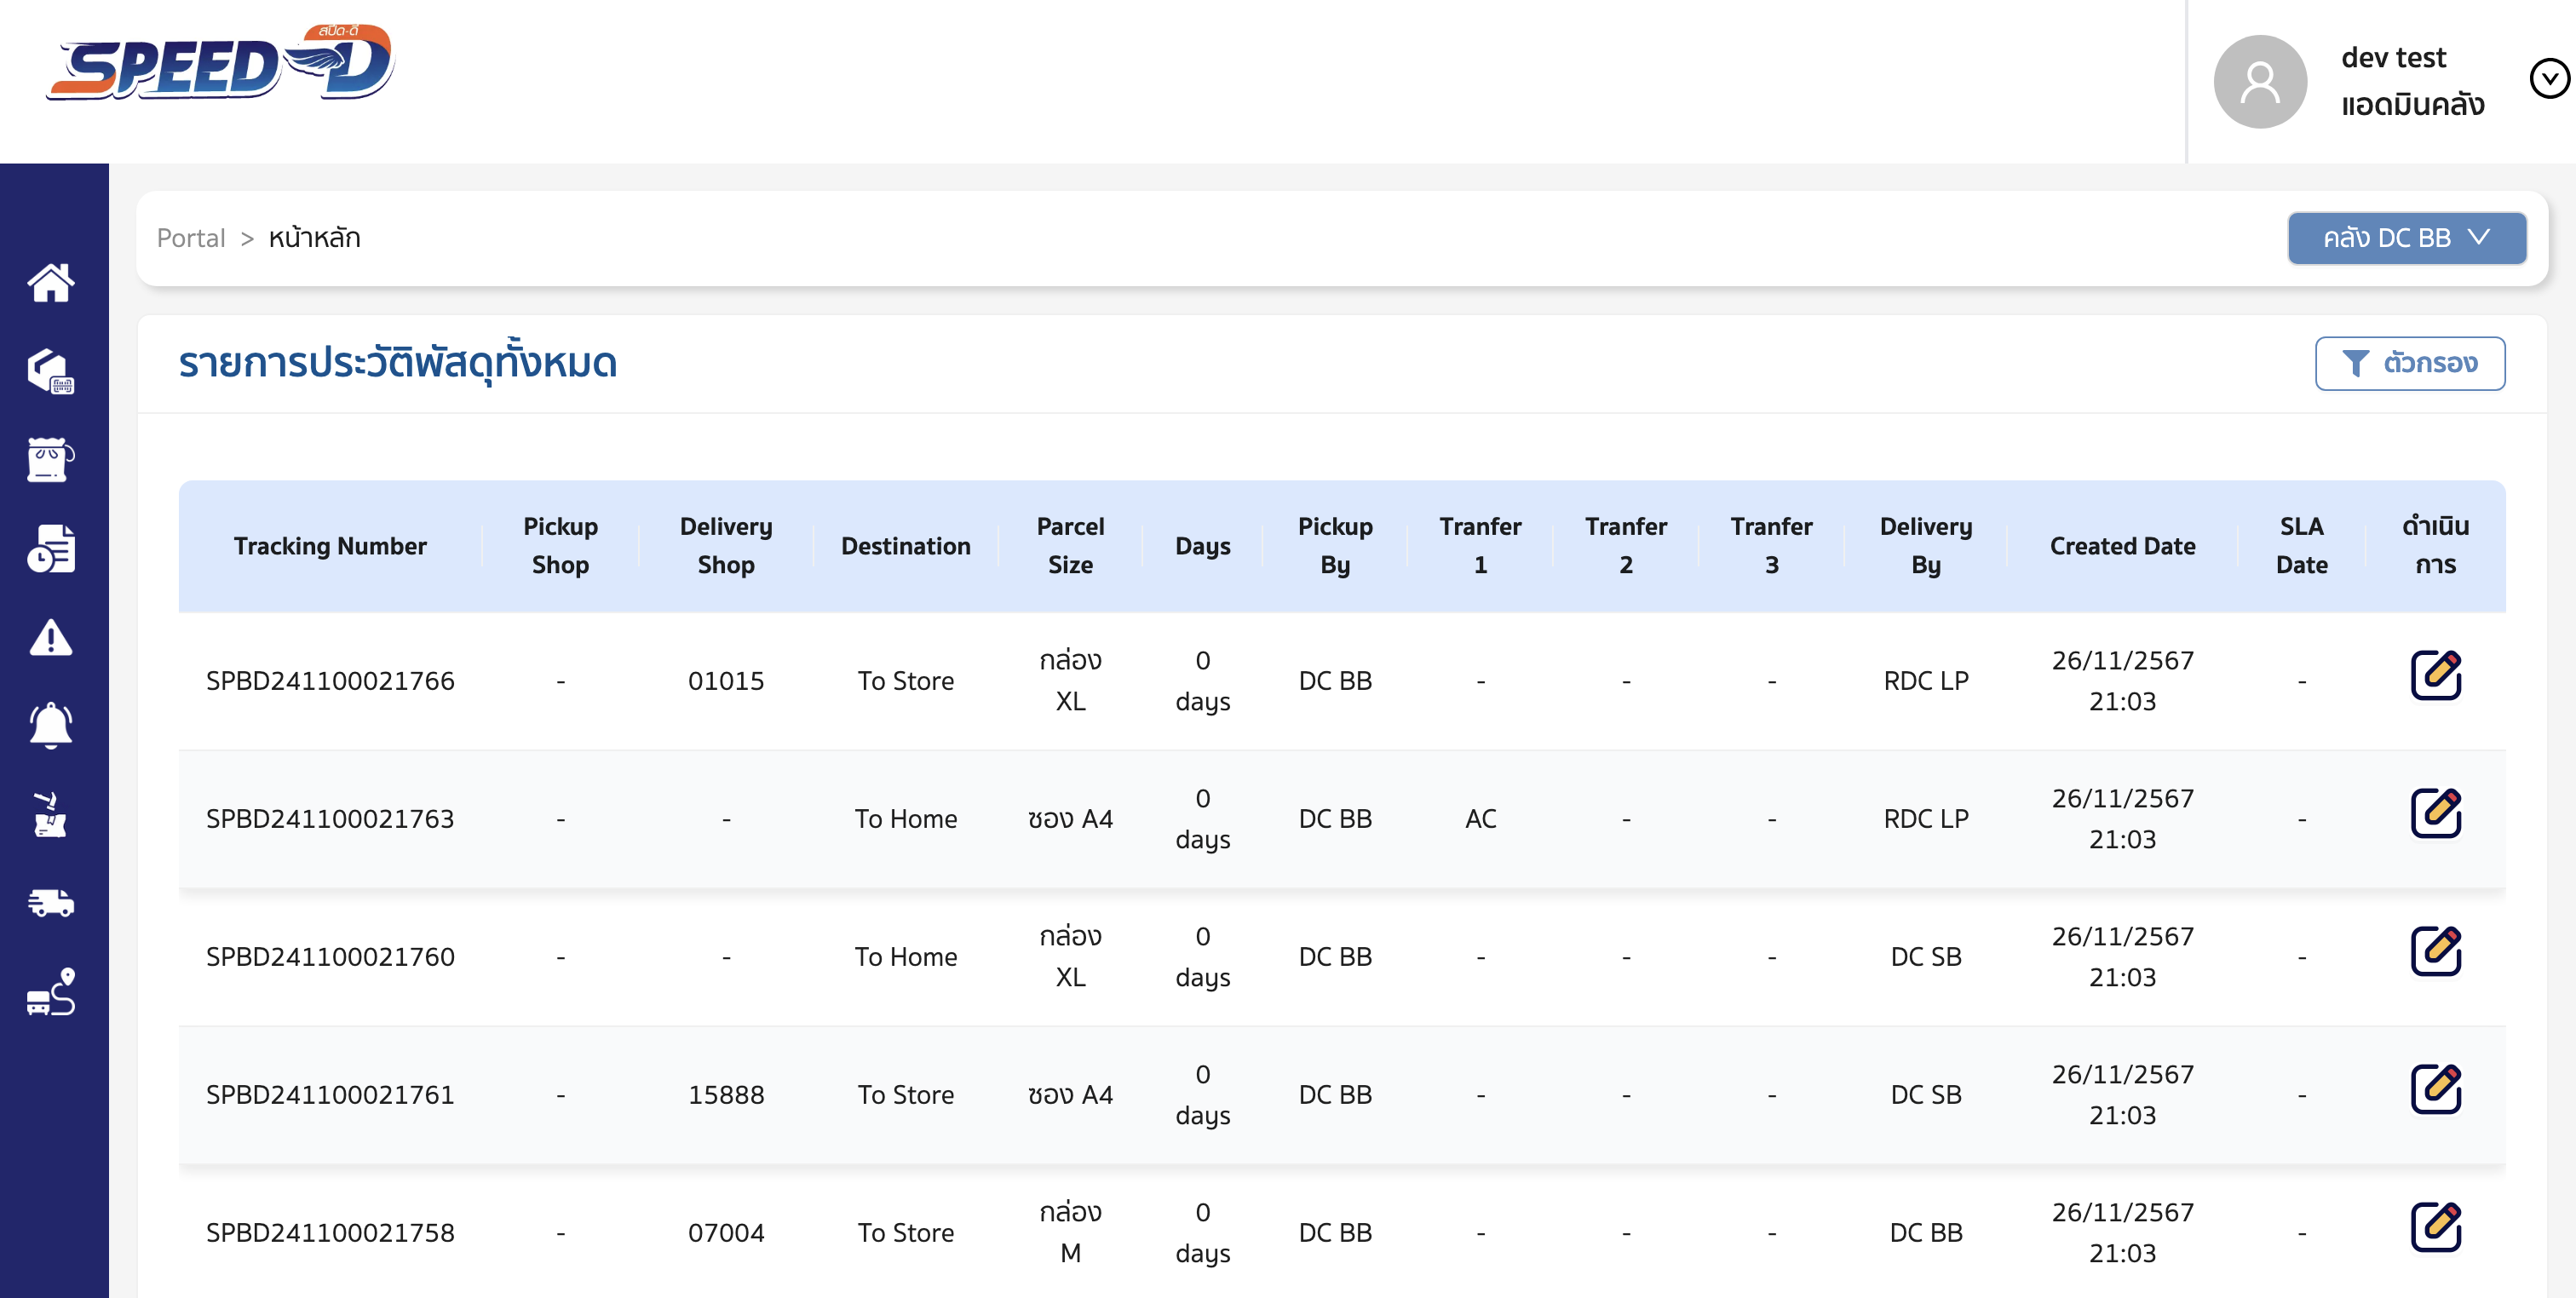 สปีด-ดี
SPEED-D
dev test
แอดมินคลัง
Portal > หน้าหลัก
คลัง DC BB
รายการประวัติพัสดุทั้งหมด
ตัวกรอง
Tracking Number
Pickup
Shop
Delivery
Shop
Destination
Parcel
Size
Days
Pickup
By
Tranfer
1
Tranfer
2
Tranfer
3
Delivery
By
Created Date
SLA
Date
ดำเนิน
การ
SPBD241100021766
-
01015
To Store
กล่อง
XL
0
days
DC BB
-
-
-
RDC LP
26/11/2567
21:03
-
SPBD241100021763
-
-
To Home
ซอง A4
0
days
DC BB
AC
-
-
RDC LP
26/11/2567
21:03
-
SPBD241100021760
-
-
To Home
กล่อง
XL
0
days
DC BB
-
-
-
DC SB
26/11/2567
21:03
-
SPBD241100021761
-
15888
To Store
ซอง A4
0
days
DC BB
-
-
-
DC SB
26/11/2567
21:03
-
SPBD241100021758
-
07004
To Store
กล่อง
M
0
days
DC BB
-
-
-
DC BB
26/11/2567
21:03
-